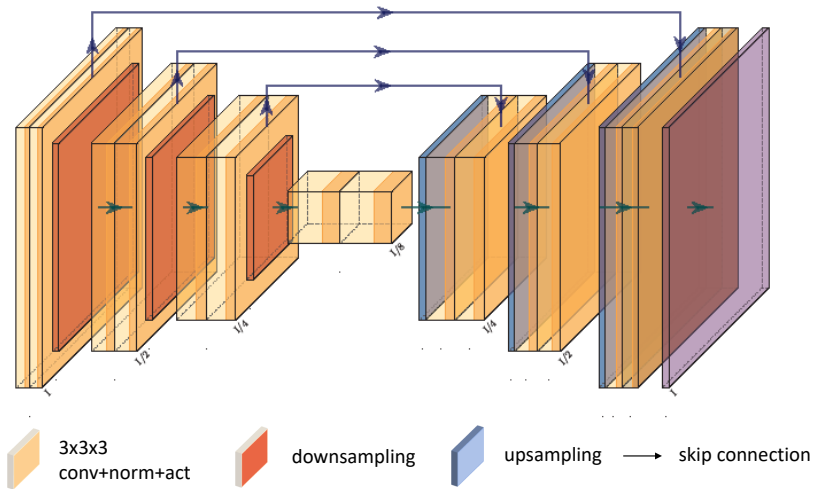 1
1/2
1/4
1/8
1/4
1/2
1
3x3x3
conv+norm+act
downsampling
upsampling
skip connection